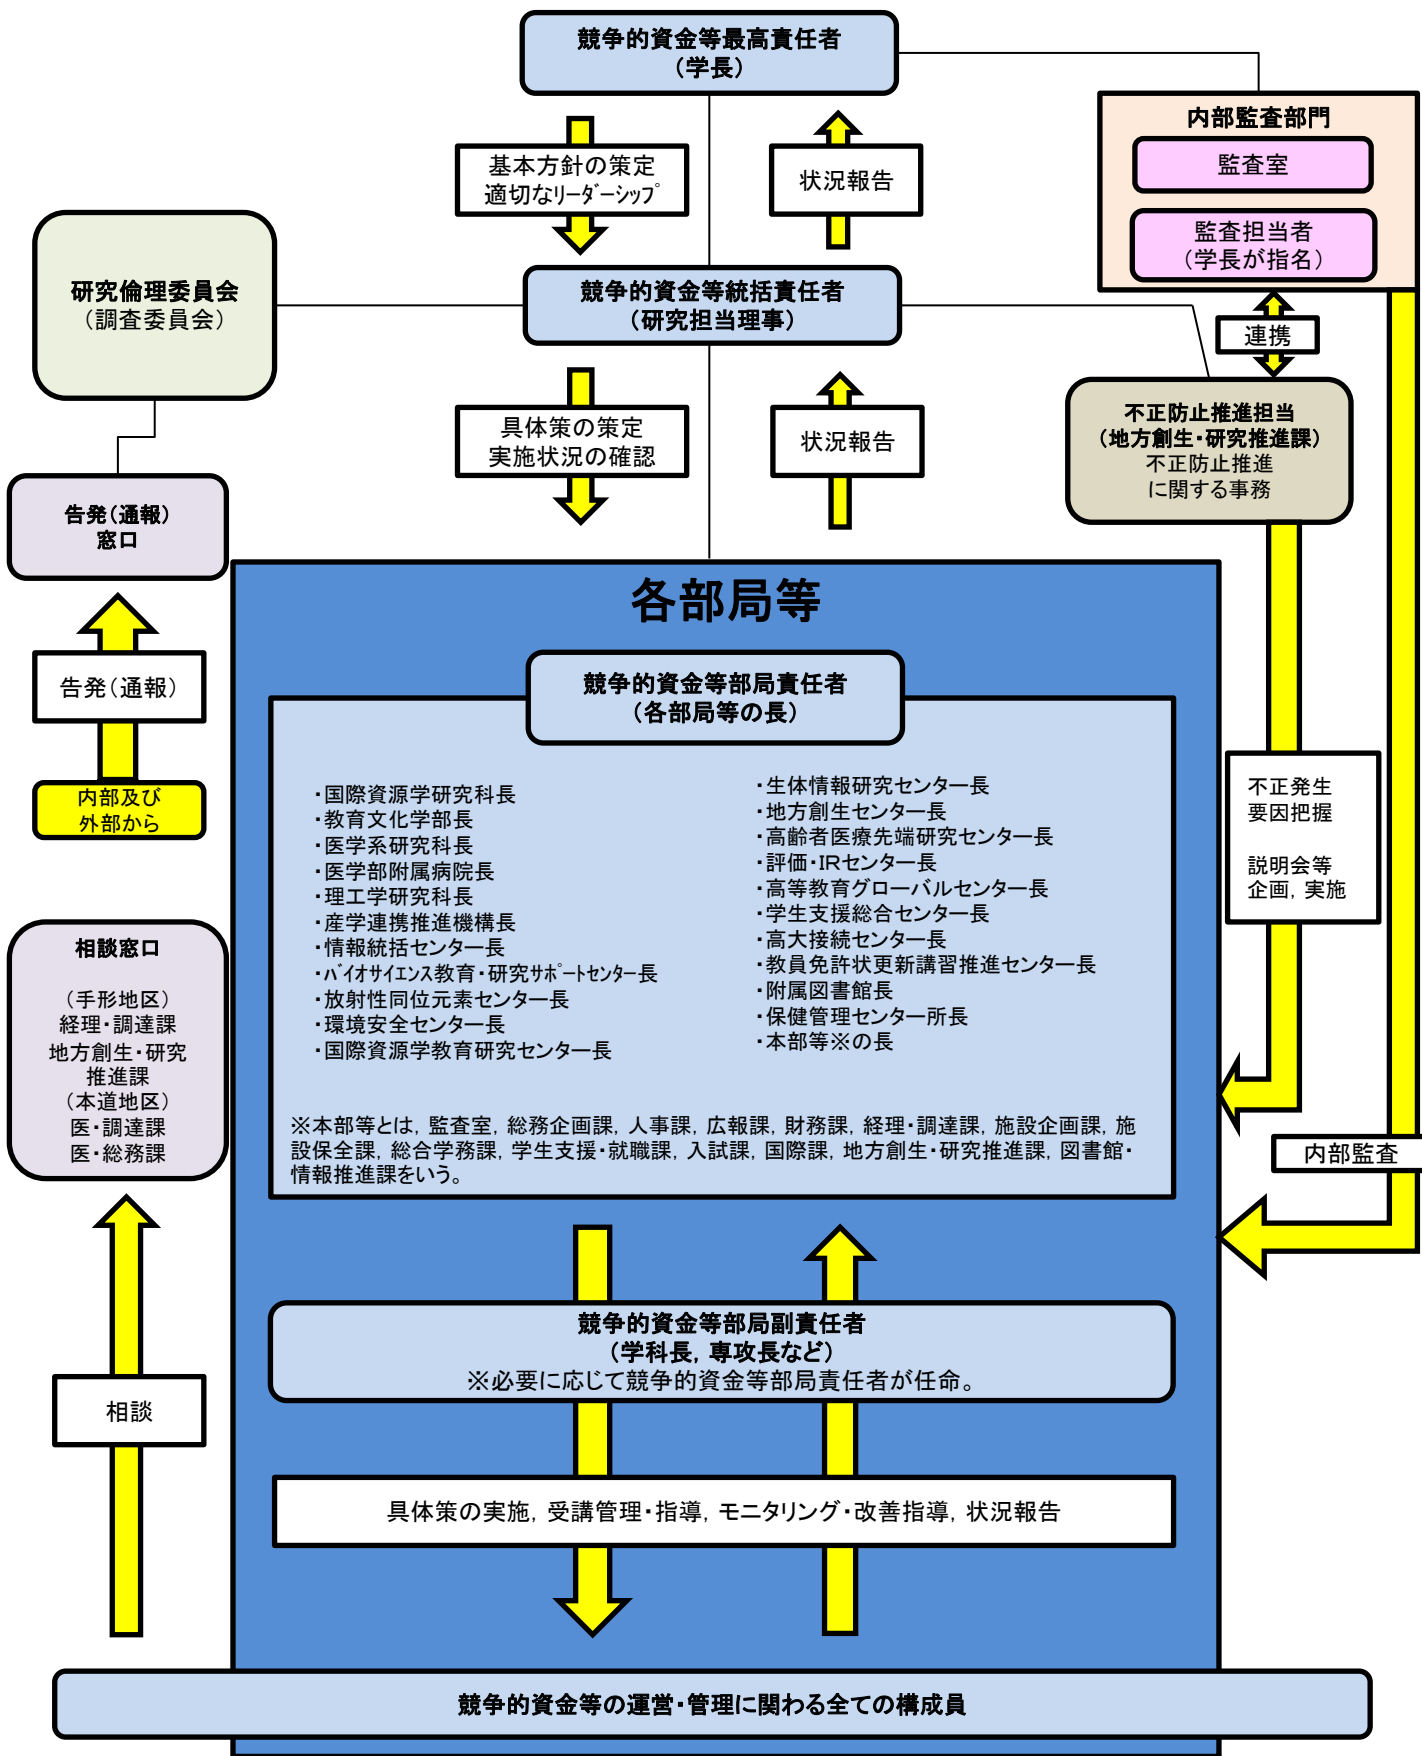 競争的資金等最高責任者
（学長）
内部監査部門
監査室
監査担当者
（学長が指名）
基本方針の策定
適切なﾘｰﾀﾞｰｼｯﾌﾟ
状況報告
研究倫理委員会
（調査委員会）
競争的資金等統括責任者
（研究担当理事）
連携
具体策の策定
実施状況の確認
状況報告
不正防止推進担当
（地方創生・研究推進課）
不正防止推進
に関する事務
告発（通報）
窓口
告発（通報）
内部及び
外部から
各部局等
競争的資金等部局責任者
（各部局等の長）
・国際資源学研究科長
・教育文化学部長
・医学系研究科長
・医学部附属病院長
・理工学研究科長
・産学連携推進機構長
・情報統括センター長
・ﾊﾞｲｵｻｲｴﾝｽ教育・研究ｻﾎﾟｰﾄｾﾝﾀｰ長
・放射性同位元素センター長
・環境安全センター長
・国際資源学教育研究センター長
・生体情報研究センター長
・地方創生センター長
・高齢者医療先端研究センター長
・評価・IRセンター長
・高等教育グローバルセンター長
・学生支援総合センター長
・高大接続センター長
・教員免許状更新講習推進センター長
・附属図書館長
・保健管理センター所長
・本部等※の長
※本部等とは，監査室，総務企画課，人事課，広報課，財務課，経理・調達課，施設企画課，施
設保全課，総合学務課，学生支援・就職課，入試課，国際課，地方創生・研究推進課，図書館・
情報推進課をいう。
不正発生
要因把握
説明会等
企画，実施
内部監査
相談窓口
（手形地区）
経理・調達課
地方創生・研究
推進課
（本道地区）
医・調達課
医・総務課
相談
競争的資金等部局副責任者
（学科長，専攻長など）
※必要に応じて競争的資金等部局責任者が任命。
具体策の実施，受講管理・指導，モニタリング・改善指導，状況報告
競争的資金等の運営・管理に関わる全ての構成員